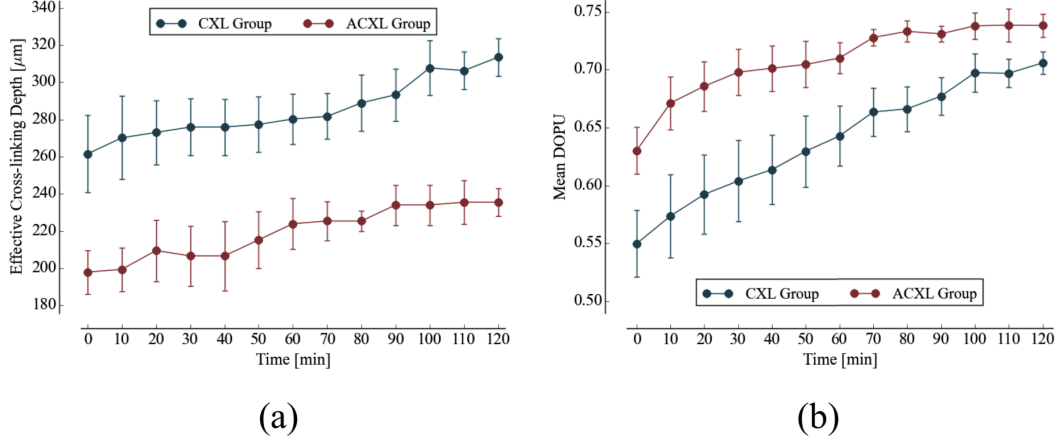 340
320
300
280
260
240
220
200
180
Effective Cross-linking Depth [μm]
CXL Group ACXL Group
0 10 20 30 40 50 60 70 80 90 100 110 120
Time [min]
(a)
0.75
0.70
0.65
0.60
0.55
0.50
Mean DOPU
CXL Group ACXL Group
0 10 20 30 40 50 60 70 80 90 100 110 120
Time [min]
(b)